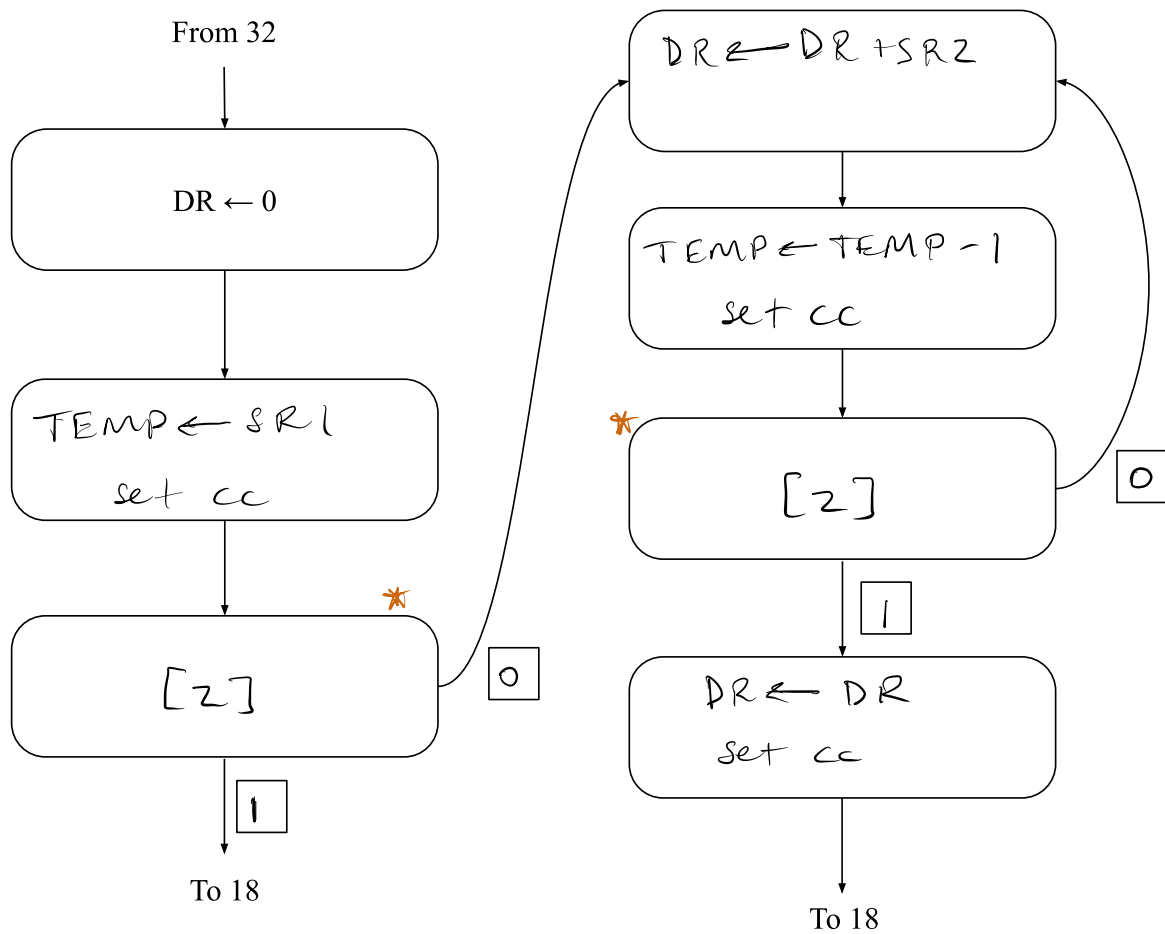 From 32
DR ← 0
TEMP ← SR1
set cc
[z]
0
1
To 18
DR ← DR + SR2
TEMP ← TEMP - 1
set cc
[z]
0
1
DR ← DR
set cc
To 18